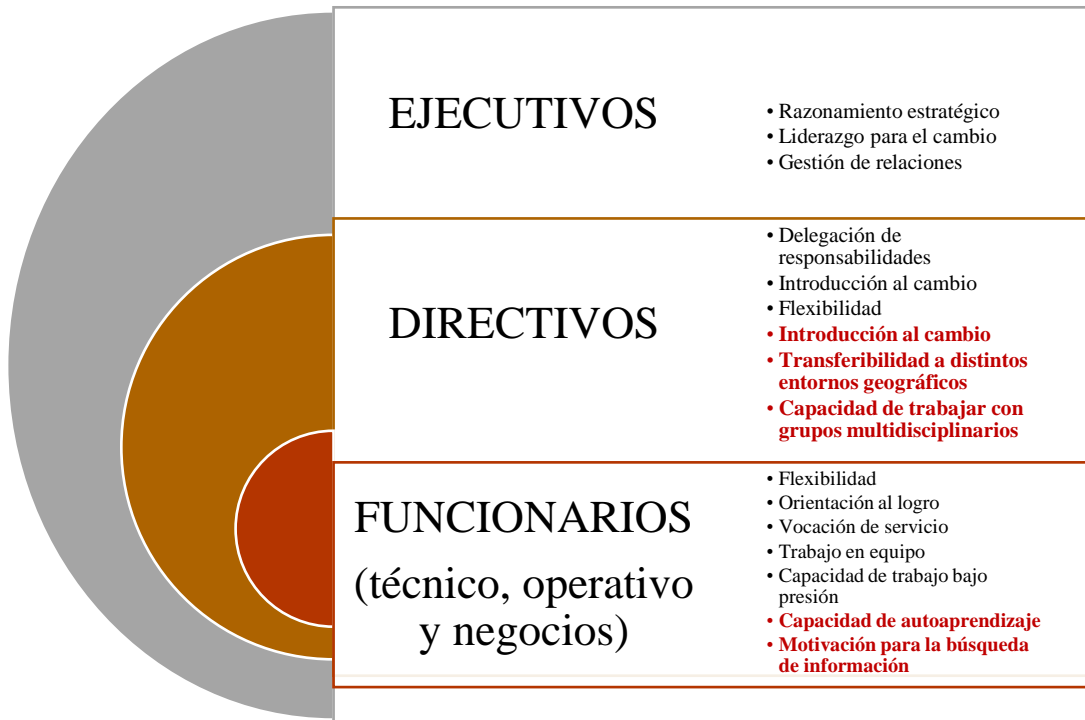 EJECUTIVOS
• Razonamiento estratégico
• Liderazgo para el cambio
• Gestión de relaciones
DIRECTIVOS
• Delegación de
responsabilidades
• Introducción al cambio
• Flexibilidad
• Introducción al cambio
• Transferibilidad a distintos
entornos geográficos
• Capacidad de trabajar con
grupos multidisciplinarios
FUNCIONARIOS
(técnico, operativo
y negocios)
• Flexibilidad
• Orientación al logro
• Vocación de servicio
• Trabajo en equipo
• Capacidad de trabajo bajo
presión
• Capacidad de autoaprendizaje
• Motivación para la búsqueda
de información